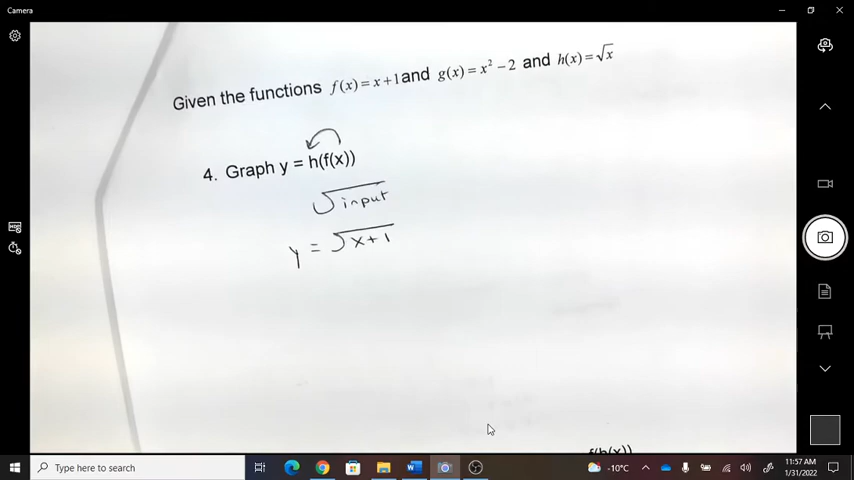 Camera
Given the functions f(x) = x+1 and g(x) = x² − 2 and h(x) = √x
4. Graph y = h(f(x))
√input
y = √x+1
f(h(x))
Type here to search
-10°C
11:57 AM
1/31/2022